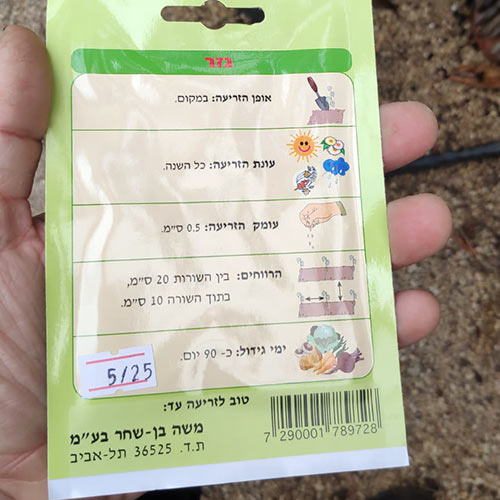 גזר
אופן הזריעה: במקום.
עונת הזריעה: כל השנה.
עומק הזריעה: 0.5 ס״מ.
הרווחים: בין השורות 20 ס״מ,
בתוך השורה 10 ס״מ.
ימי גידול: כ- 90 יום.
5/25
טוב לזריעה עד:
משה בן-שחר בע״מ
ת.ד. 36525 תל-אביב
7 290001 789728